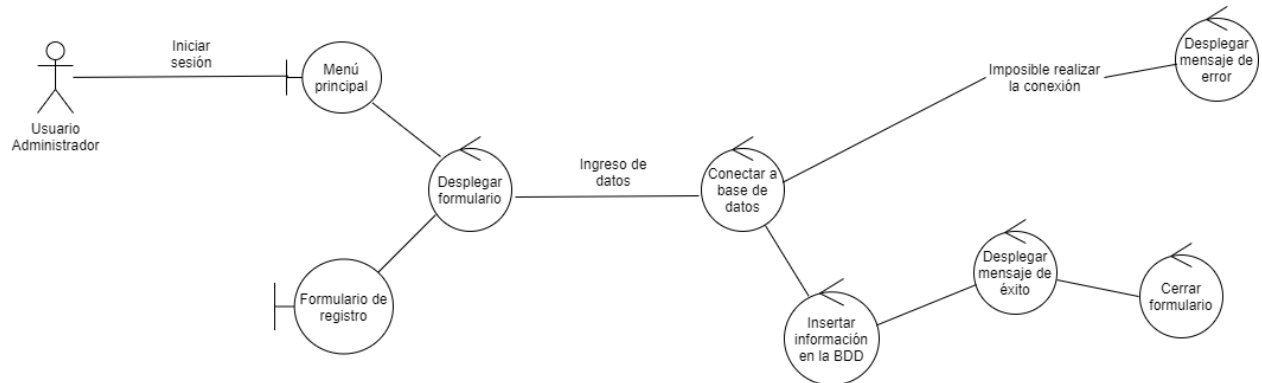 Iniciar
sesión
Usuario
Administrador
Menú
principal
Desplegar
formulario
Formulario de
registro
Ingreso de
datos
Conectar a
base de
datos
Imposible realizar
la conexión
Desplegar
mensaje de
error
Insertar
información
en la BDD
Desplegar
mensaje de
éxito
Cerrar
formulario